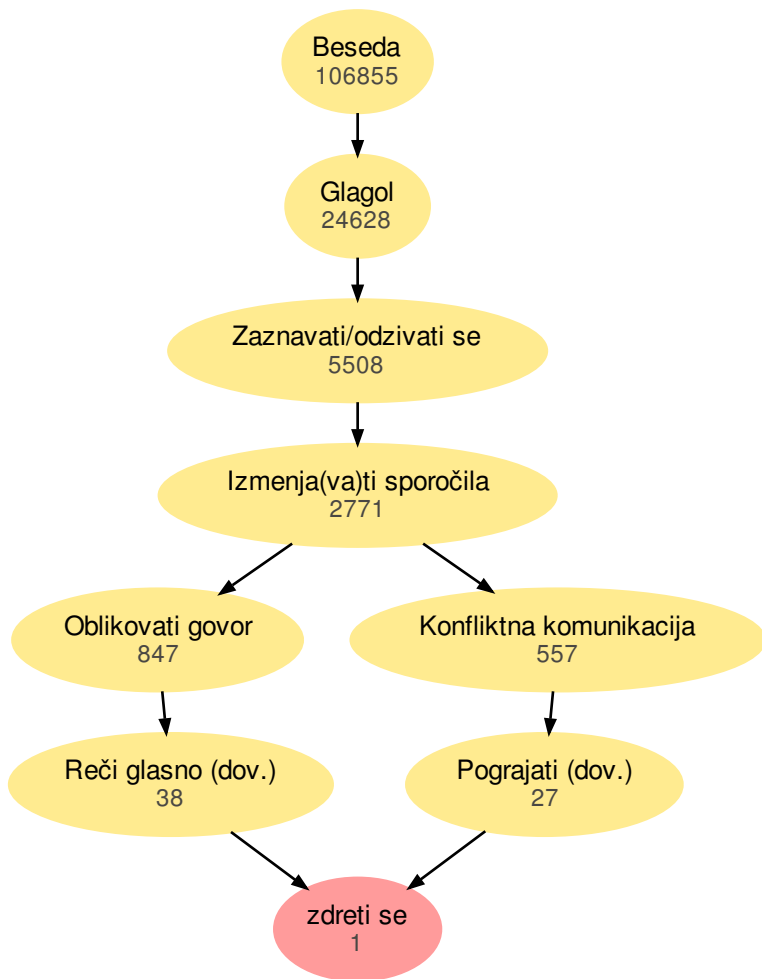 Beseda
106855
Glagol
24628
Zaznavati/odzivati se
5508
Izmenja(va)ti sporočila
2771
Oblikovati govor
847
Konfliktna komunikacija
557
Reči glasno (dov.)
38
Pograjati (dov.)
27
zdreti se
1